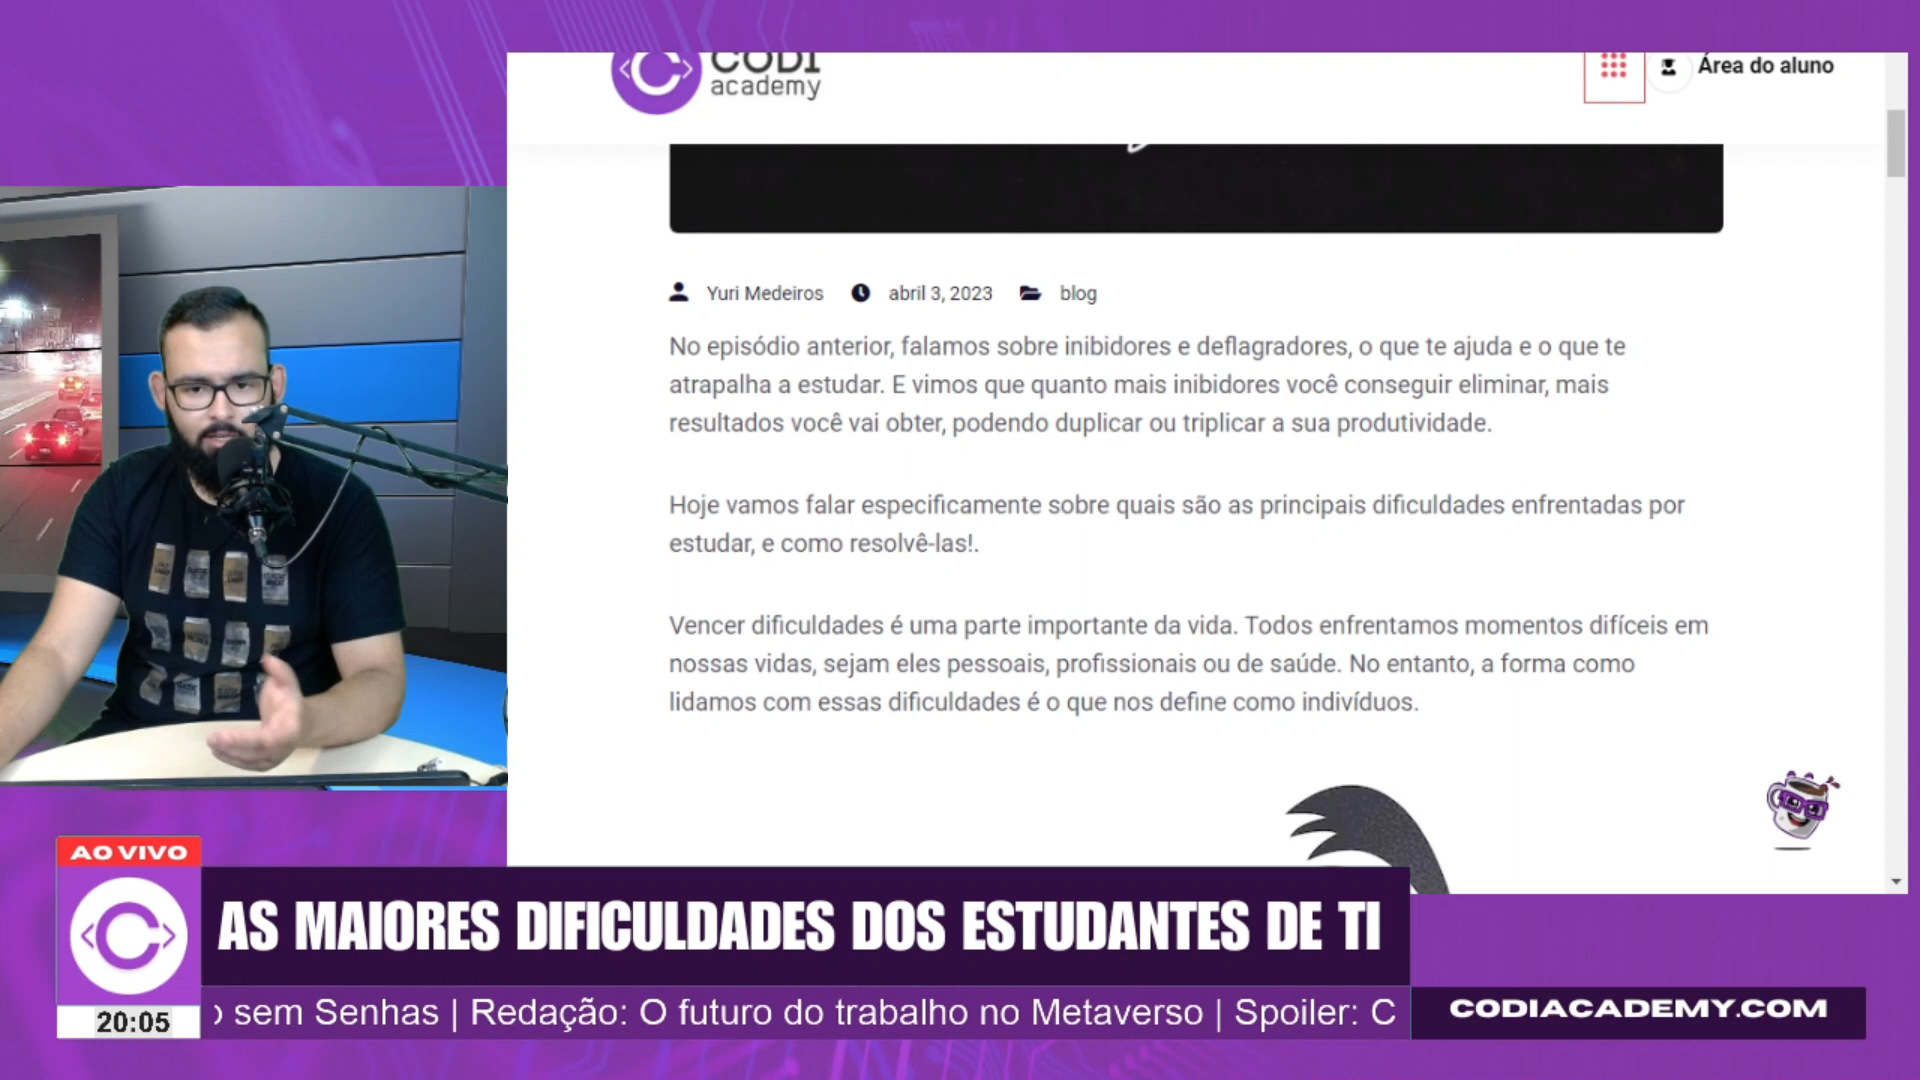 CODI
academy
Área do aluno
Yuri Medeiros
abril 3, 2023
blog
No episódio anterior, falamos sobre inibidores e deflagradores, o que te ajuda e o que te
atrapalha a estudar. E vimos que quanto mais inibidores você conseguir eliminar, mais
resultados você vai obter, podendo duplicar ou triplicar a sua produtividade.
Hoje vamos falar especificamente sobre quais são as principais dificuldades enfrentadas por
estudar, e como resolvê-las!.
Vencer dificuldades é uma parte importante da vida. Todos enfrentamos momentos difíceis em
nossas vidas, sejam eles pessoais, profissionais ou de saúde. No entanto, a forma como
lidamos com essas dificuldades é o que nos define como indivíduos.
AO VIVO
AS MAIORES DIFICULDADES DOS ESTUDANTES DE TI
20:05
o sem Senhas | Redação: O futuro do trabalho no Metaverso | Spoiler: C
CODIACADEMY.COM